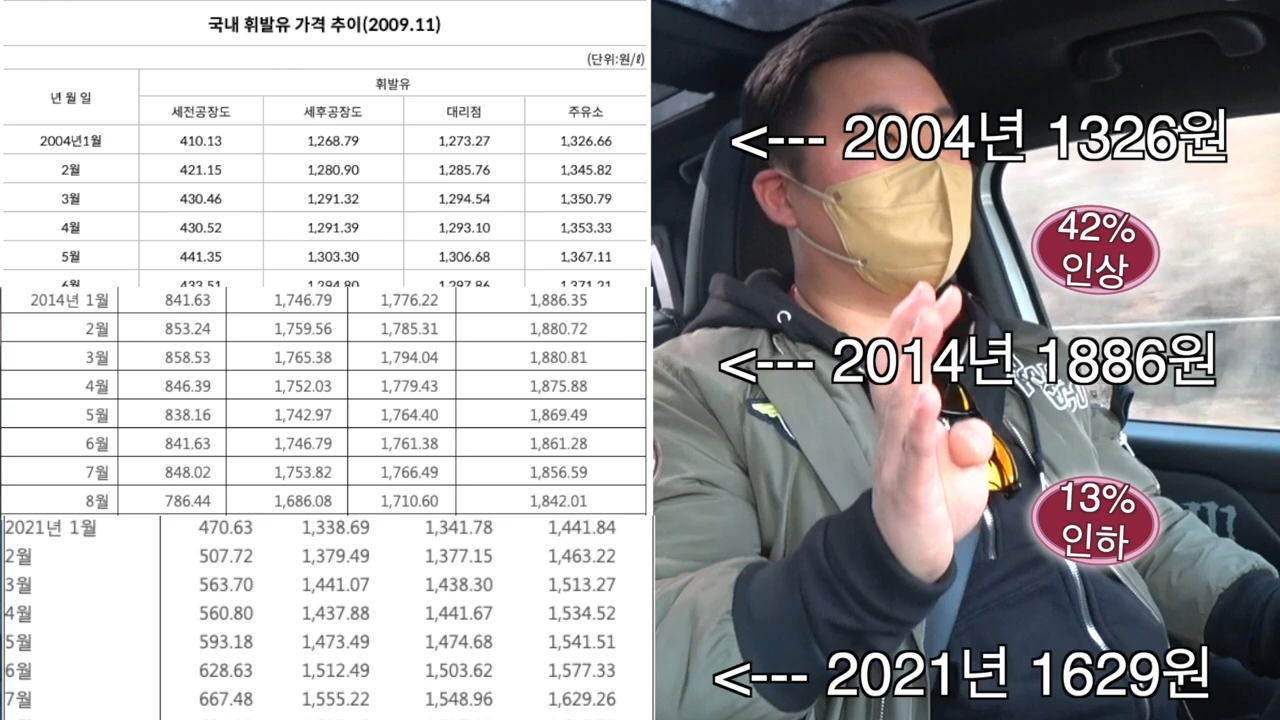 국내 휘발유 가격 추이(2009.11)
(단위:원/ℓ)
년 월 일 휘발유
세전공장도 세후공장도 대리점 주유소
2004년1월 410.13 1,268.79 1,273.27 1,326.66
2월 421.15 1,280.90 1,285.76 1,345.82
3월 430.46 1,291.32 1,294.54 1,350.79
4월 430.52 1,291.39 1,293.10 1,353.33
5월 441.35 1,303.30 1,306.68 1,367.11
6월 433.51 1,294.80 1,297.86 1,371.21
2014년 1월 841.63 1,746.79 1,776.22 1,886.35
2월 853.24 1,759.56 1,785.31 1,880.72
3월 858.53 1,765.38 1,794.04 1,880.81
4월 846.39 1,752.03 1,779.43 1,875.88
5월 838.16 1,742.97 1,764.40 1,869.49
6월 841.63 1,746.79 1,761.38 1,861.28
7월 848.02 1,753.82 1,766.49 1,856.59
8월 786.44 1,686.08 1,710.60 1,842.01
2021년 1월 470.63 1,338.69 1,341.78 1,441.84
2월 507.72 1,379.49 1,377.15 1,463.22
3월 563.70 1,441.07 1,438.30 1,513.27
4월 560.80 1,437.88 1,441.67 1,534.52
5월 593.18 1,473.49 1,474.68 1,541.51
6월 628.63 1,512.49 1,503.62 1,577.33
7월 667.48 1,555.22 1,548.96 1,629.26
<--- 2004년 1326원
42%
인상
<--- 2014년 1886원
13%
인하
<--- 2021년 1629원